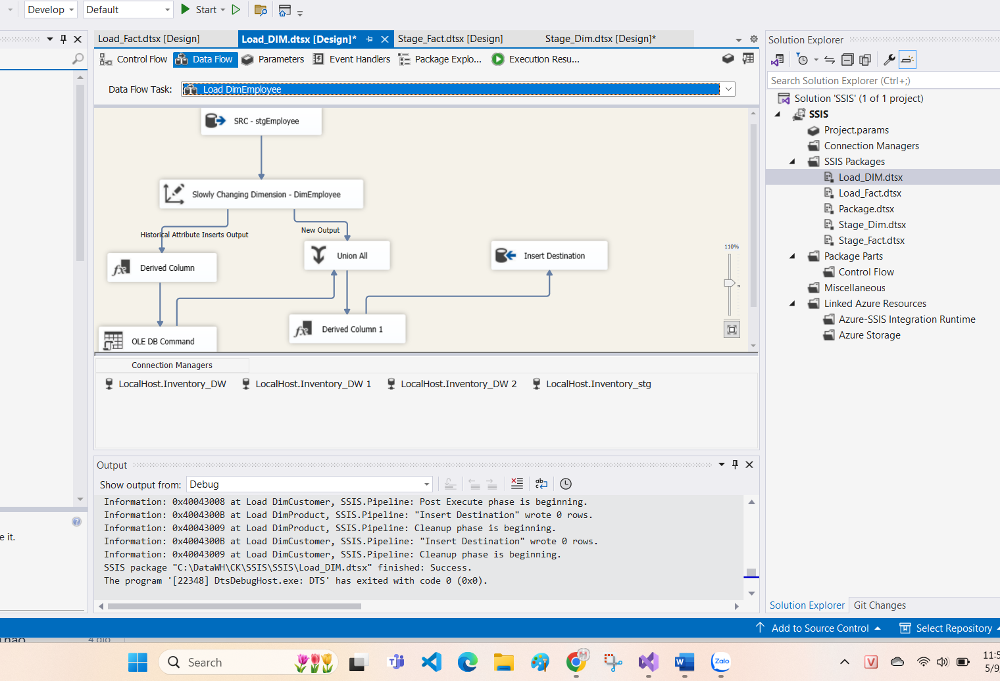 Develop
Default
Start
Load_Fact.dtsx [Design]
Load_DIM.dtsx [Design]*
Stage_Fact.dtsx [Design]
Stage_Dim.dtsx [Design]*
Control Flow
Data Flow
Parameters
Event Handlers
Package Explo...
Execution Resu...
Data Flow Task:
Load DimEmployee
SRC - stgEmployee
Slowly Changing Dimension - DimEmployee
Historical Attribute Inserts Output
New Output
Derived Column
Union All
Insert Destination
110%
OLE DB Command
Derived Column 1
Connection Managers
LocalHost.Inventory_DW
LocalHost.Inventory_DW 1
LocalHost.Inventory_DW 2
LocalHost.Inventory_stg
e it.
Output
Show output from:
Debug
Information: 0x40043008 at Load DimCustomer, SSIS.Pipeline: Post Execute phase is beginning.
Information: 0x4004300B at Load DimProduct, SSIS.Pipeline: "Insert Destination" wrote 0 rows.
Information: 0x40043009 at Load DimProduct, SSIS.Pipeline: Cleanup phase is beginning.
Information: 0x4004300B at Load DimCustomer, SSIS.Pipeline: "Insert Destination" wrote 0 rows.
Information: 0x40043009 at Load DimCustomer, SSIS.Pipeline: Cleanup phase is beginning.
SSIS package "C:\DataWH\CK\SSIS\SSIS\Load_DIM.dtsx" finished: Success.
The program '[22348] DtsDebugHost.exe: DTS' has exited with code 0 (0x0).
Solution Explorer
Search Solution Explorer (Ctrl+;)
Solution 'SSIS' (1 of 1 project)
SSIS
Project.params
Connection Managers
SSIS Packages
Load_DIM.dtsx
Load_Fact.dtsx
Package.dtsx
Stage_Dim.dtsx
Stage_Fact.dtsx
Package Parts
Control Flow
Miscellaneous
Linked Azure Resources
Azure-SSIS Integration Runtime
Azure Storage
Solution Explorer
Git Changes
Add to Source Control
Select Repository
Search
Zalo
11:5
5/9